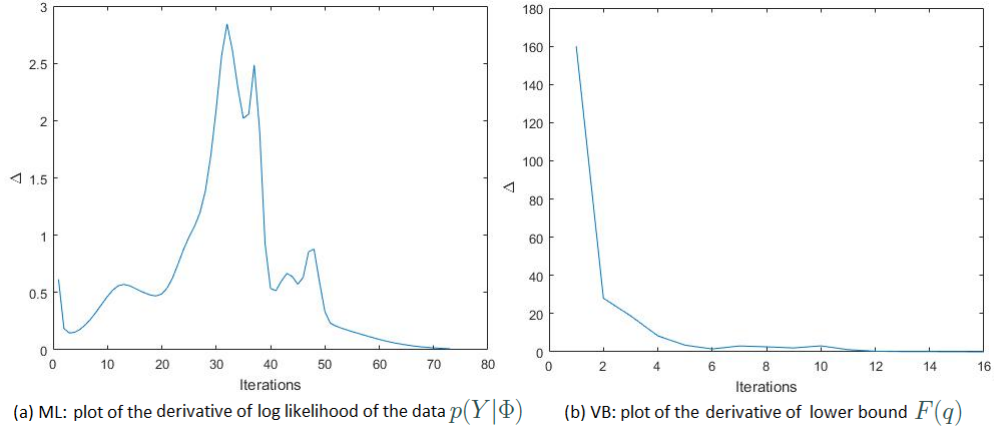 3
2.5
2
1.5
1
0.5
0
Δ
0 10 20 30 40 50 60 70 80
Iterations
(a) ML: plot of the derivative of log likelihood of the data p(Y|Φ)
180
160
140
120
100
80
60
40
20
0
Δ
0 2 4 6 8 10 12 14 16
Iterations
(b) VB: plot of the derivative of lower bound F(q)